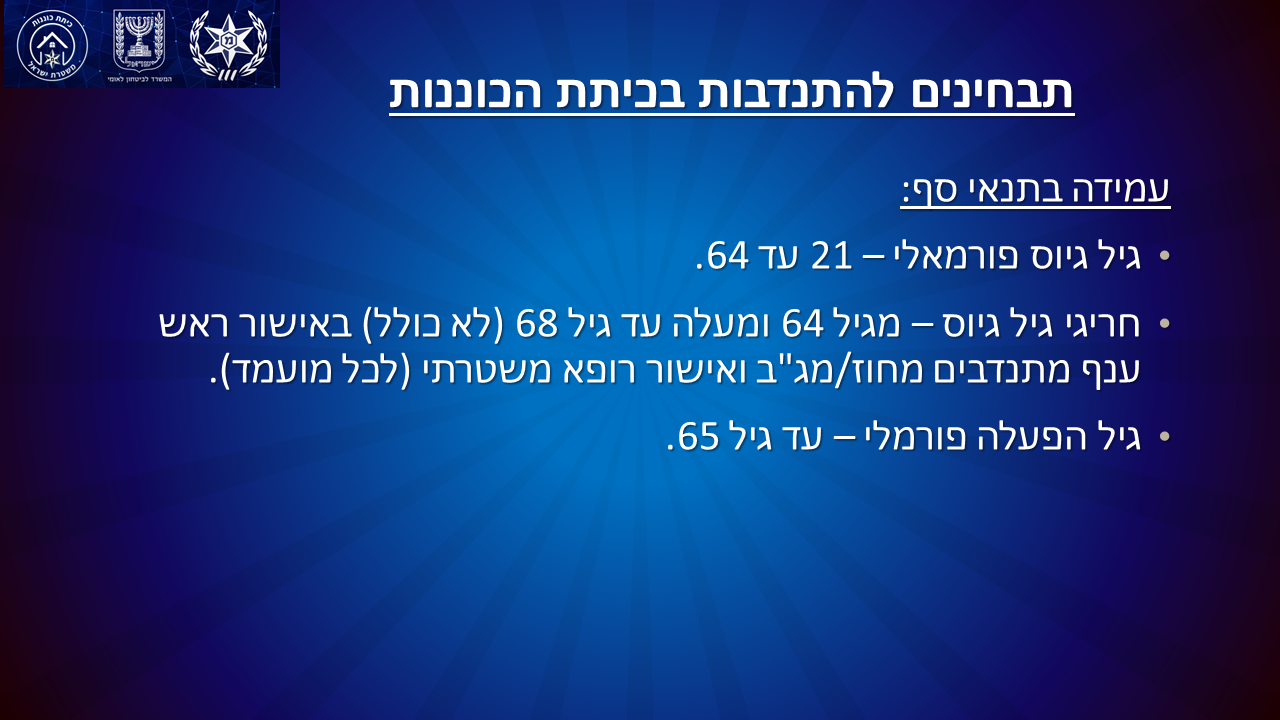 כיתת כוננות
משטרת ישראל
המשרד לביטחון לאומי
תבחינים להתנדבות בכיתת הכוננות
עמידה בתנאי סף:
• גיל גיוס פורמאלי – 21 עד 64.
• חריגי גיל גיוס – מגיל 64 ומעלה עד גיל 68 (לא כולל) באישור ראש
ענף מתנדבים מחוז/מג"ב ואישור רופא משטרתי (לכל מועמד).
• גיל הפעלה פורמלי – עד גיל 65.